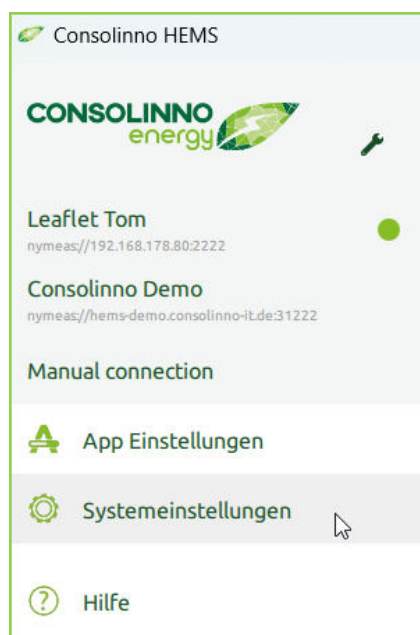 Consolinno HEMS
CONSOLINNO
energy
Leaflet Tom
nymeas://192.168.178.80:2222
Consolinno Demo
nymeas://hems-demo.consolinno-it.de:31222
Manual connection
App Einstellungen
Systemeinstellungen
Hilfe